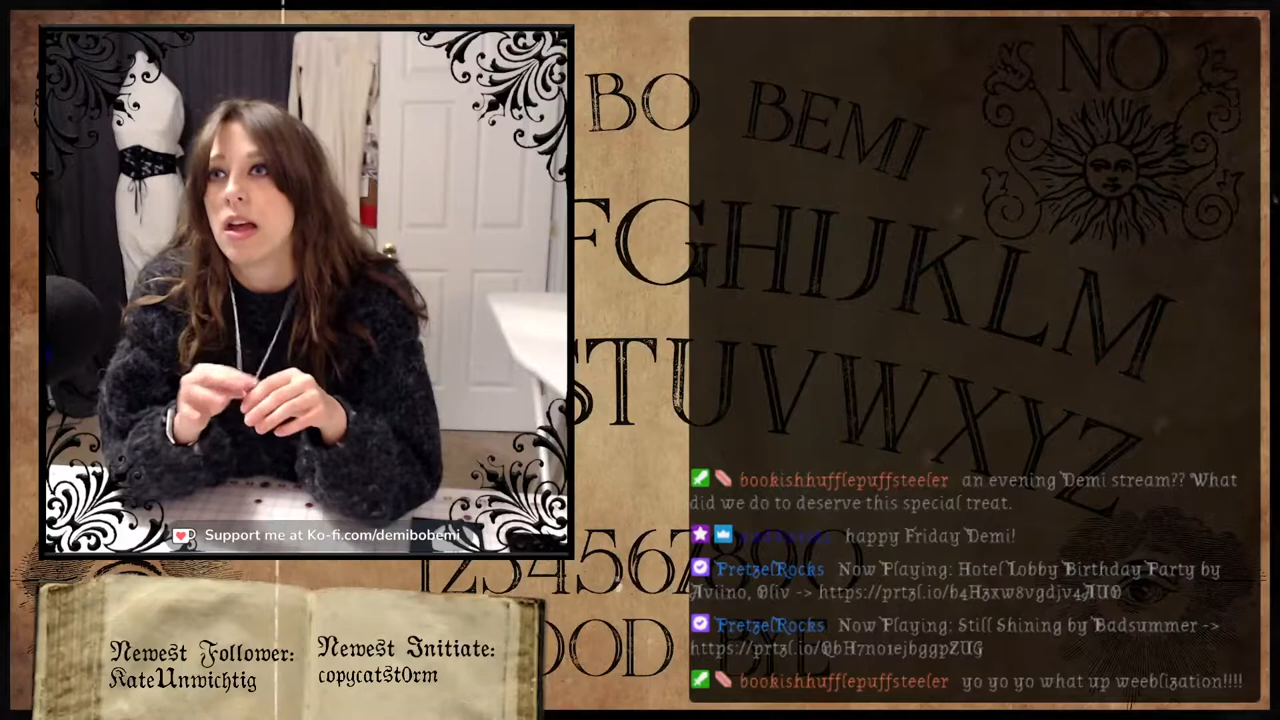 BO BEMI
NO
FGHIJKLM
STUVWXYZ
1234567890
GOOD BYE
Support me at Ko-fi.com/demibobemi
Newest Follower:
KateUnwichtig
Newest Initiate:
copycatst0rm
bookishhufflepuffsteeler an evening Demi stream?? What
did we do to deserve this special treat.
happy Friday Demi!
PretzelRocks Now Playing: Hotel Lobby Birthday Party by
Aviino, Oliv -> https://prtzl.io/b4H3xw8vgdjv4AUO
PretzelRocks Now Playing: Still Shining by Badsummer ->
https://prtzl.io/QbH7no1ejbggpZUG
bookishhufflepuffsteeler yo yo yo what up weeblization!!!!